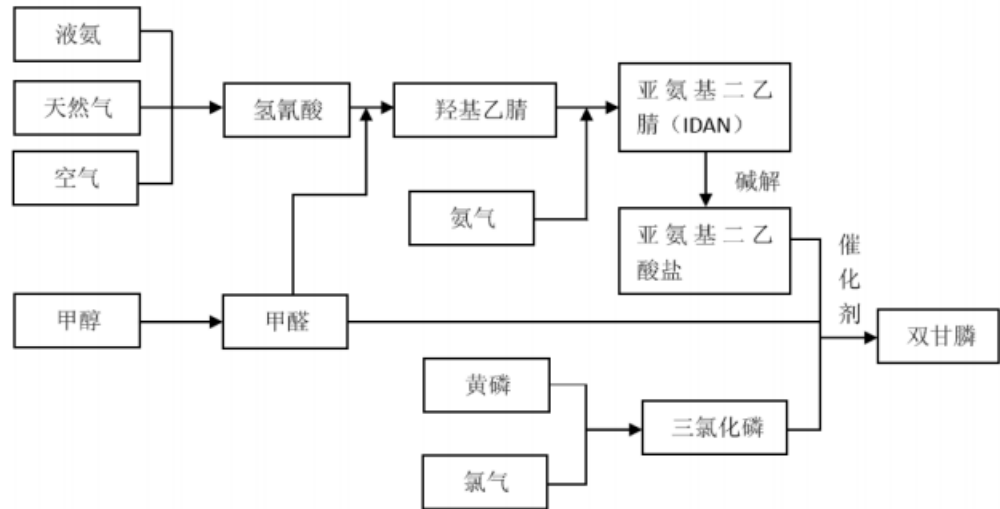 液氨
天然气
空气
氢氰酸
羟基乙腈
亚氨基二乙
腈（IDAN）
氨气
碱解
亚氨基二乙
酸盐
催
化
剂
甲醇
甲醛
双甘膦
黄磷
三氯化磷
氯气